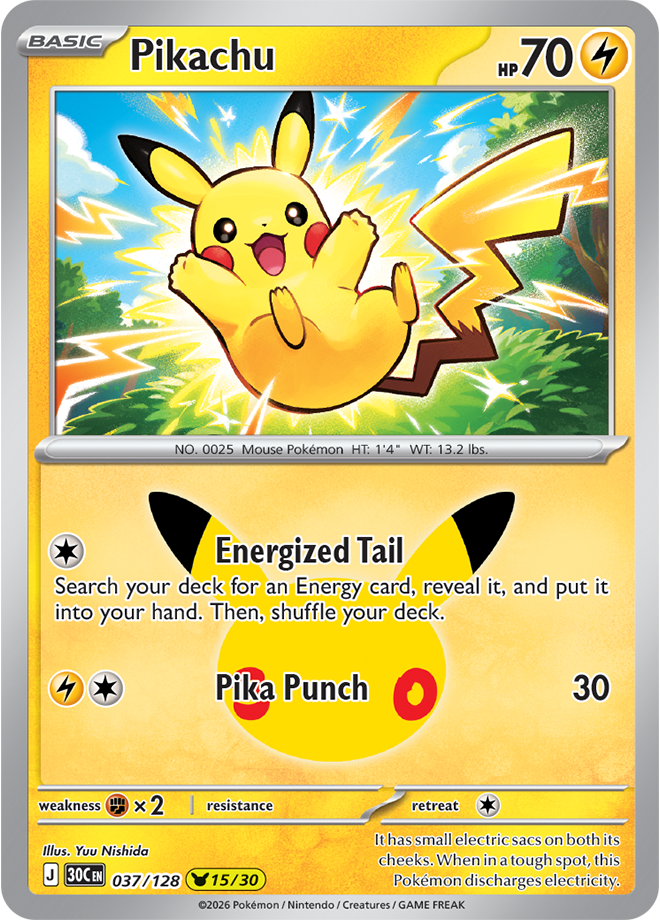 BASIC
Pikachu
HP 70
NO. 0025 Mouse Pokémon HT: 1'4" WT: 13.2 lbs.
Energized Tail
Search your deck for an Energy card, reveal it, and put it
into your hand. Then, shuffle your deck.
Pika Punch 30
weakness ×2 resistance retreat
Illus. Yuu Nishida
It has small electric sacs on both its
cheeks. When in a tough spot, this
Pokémon discharges electricity.
J 30C EN 037/128 15/30
©2026 Pokémon / Nintendo / Creatures / GAME FREAK